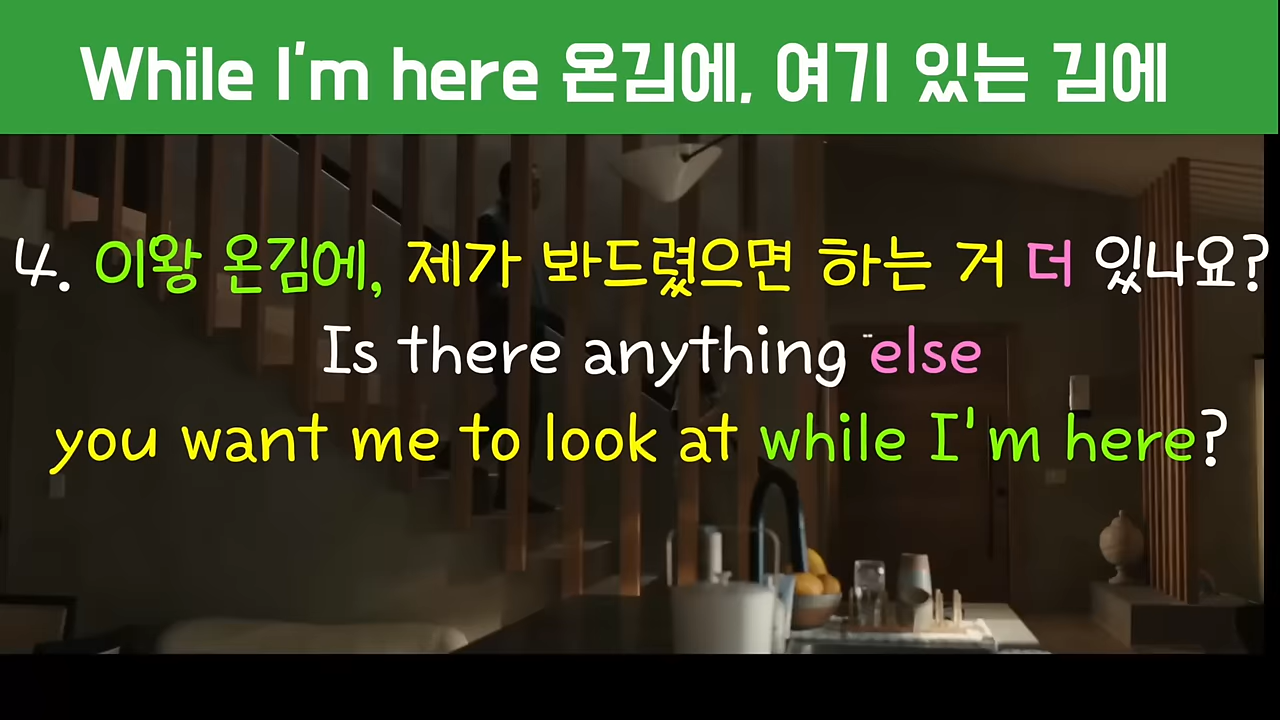 While I'm here 온김에, 여기 있는 김에
4. 이왕 온김에, 제가 봐드렸으면 하는 거 더 있나요?
Is there anything else
you want me to look at while I'm here?